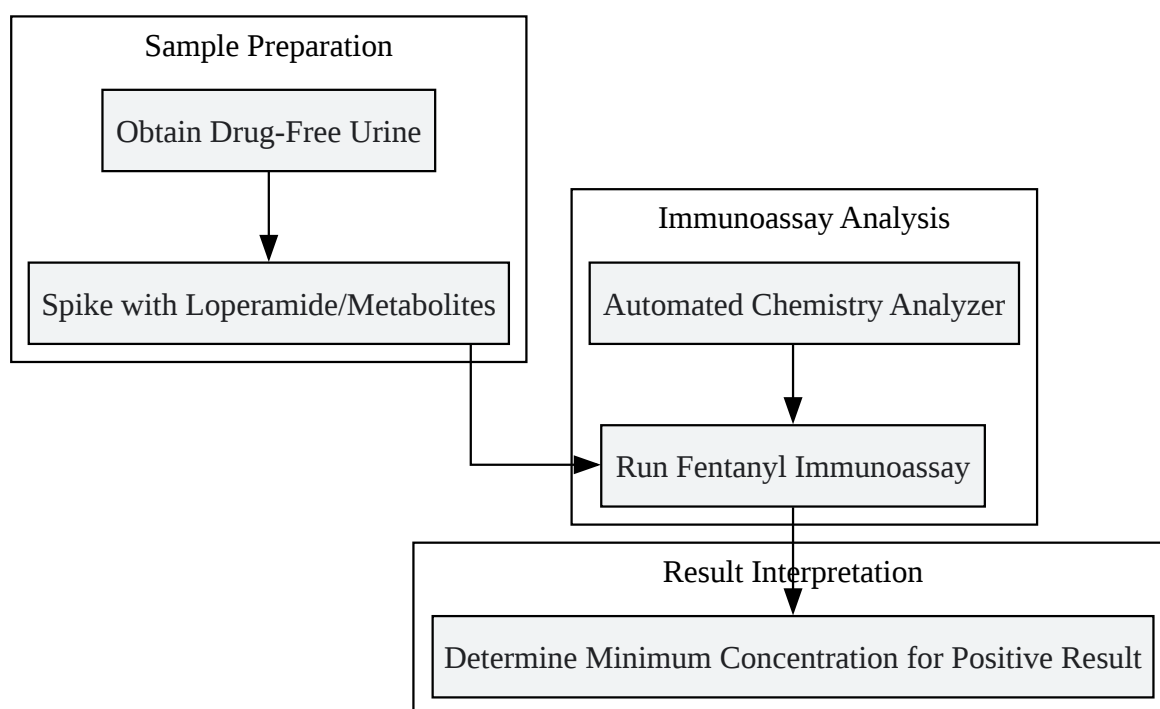 Sample Preparation
Obtain Drug-Free Urine
Spike with Loperamide/Metabolites
Immunoassay Analysis
Automated Chemistry Analyzer
Run Fentanyl Immunoassay
Result Interpretation
Determine Minimum Concentration for Positive Result